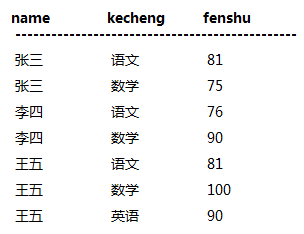 name kecheng fenshu
张三 语文 81
张三 数学 75
李四 语文 76
李四 数学 90
王五 语文 81
王五 数学 100
王五 英语 90